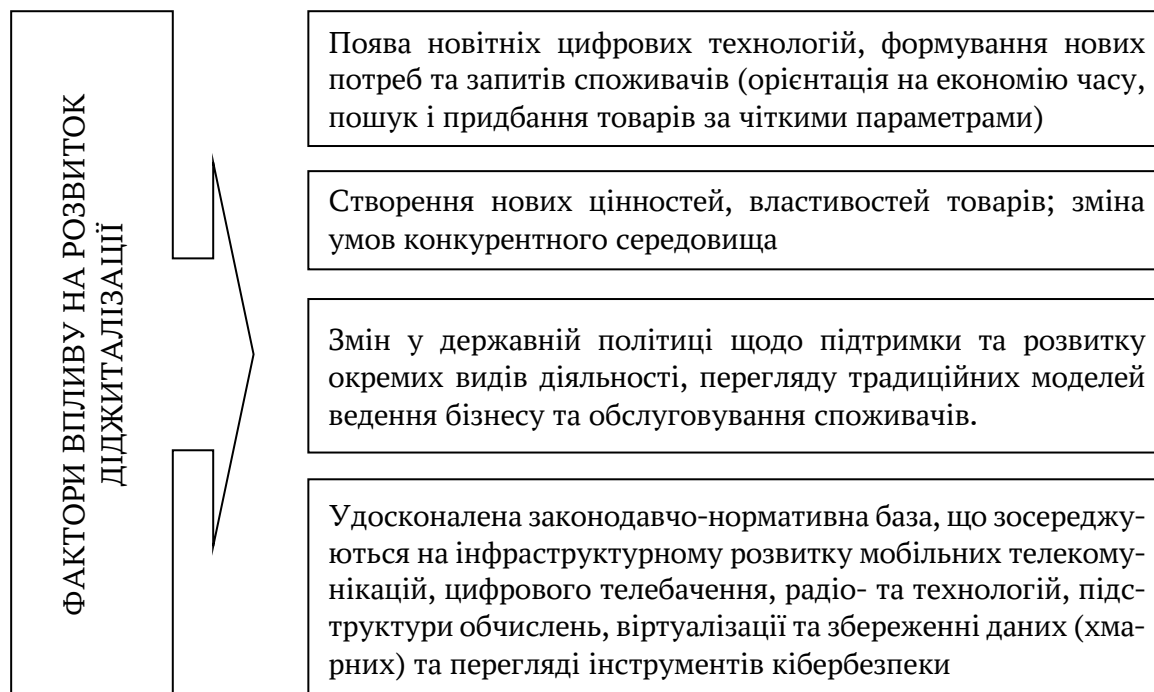 ФАКТОРИ ВПЛИВУ НА РОЗВИТОК
ДІДЖИТАЛІЗАЦІЇ
Поява новітніх цифрових технологій, формування нових
потреб та запитів споживачів (орієнтація на економію часу,
пошук і придбання товарів за чіткими параметрами)
Створення нових цінностей, властивостей товарів; зміна
умов конкурентного середовища
Змін у державній політиці щодо підтримки та розвитку
окремих видів діяльності, перегляду традиційних моделей
ведення бізнесу та обслуговування споживачів.
Удосконалена законодавчо-нормативна база, що зосереджу-
ються на інфраструктурному розвитку мобільних телекому-
нікацій, цифрового телебачення, радіо- та технологій, підс-
труктури обчислень, віртуалізації та збереженні даних (хма-
рних) та перегляді інструментів кібербезпеки